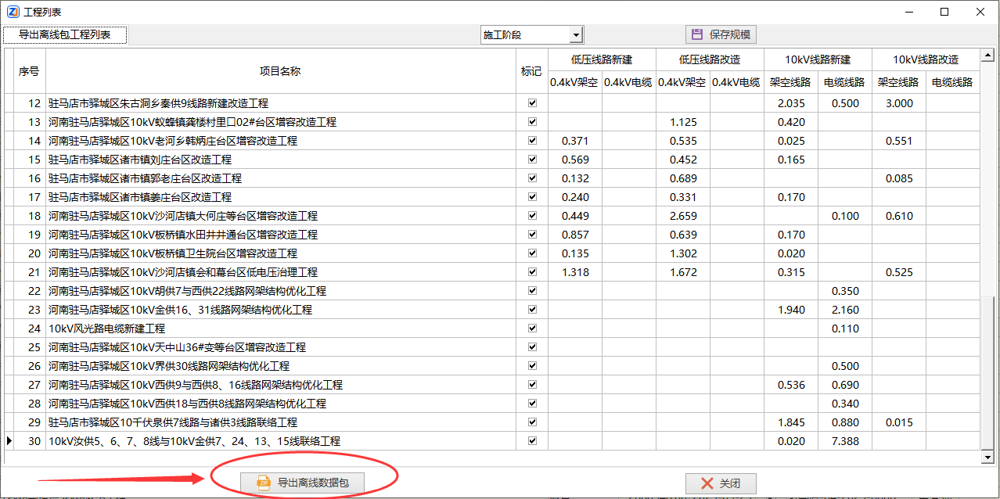 工程列表
导出离线包工程列表 施工阶段 保存规模
序号 项目名称 标记 低压线路新建 低压线路改造 10kV线路新建 10kV线路改造
0.4kV架空 0.4kV电缆 0.4kV架空 0.4kV电缆 架空线路 电缆线路 架空线路 电缆线路
12 驻马店市驿城区朱古洞乡秦供9线路新建改造工程 2.035 0.500 3.000
13 河南驻马店驿城区10kV蚁蜂镇龚楼村里口02#台区增容改造工程 1.125 0.420
14 河南驻马店驿城区10kV老河乡韩炳庄台区增容改造工程 0.371 0.535 0.025 0.551
15 驻马店市驿城区诸市镇刘庄台区改造工程 0.569 0.452 0.165
16 驻马店市驿城区诸市镇郭老庄台区改造工程 0.132 0.689 0.085
17 驻马店市驿城区诸市镇姜庄台区改造工程 0.240 0.331 0.170
18 河南驻马店驿城区10kV沙河店镇大何庄等台区增容改造工程 0.449 2.659 0.100 0.610
19 河南驻马店驿城区10kV板桥镇水田井井通台区增容改造工程 0.857 0.639 0.170
20 河南驻马店驿城区10kV板桥镇卫生院台区增容改造工程 0.135 1.302 0.020
21 河南驻马店驿城区10kV沙河店镇会和幕台区低电压治理工程 1.318 1.672 0.315 0.525
22 河南驻马店驿城区10kV胡供7与西供22线路网架结构优化工程 0.350
23 河南驻马店驿城区10kV金供16、31线路网架结构优化工程 1.940 2.160
24 10kV风光路电缆新建工程 0.110
25 河南驻马店驿城区10kV天中山36#变等台区增容改造工程
26 河南驻马店驿城区10kV界供30线路网架结构优化工程 0.500
27 河南驻马店驿城区10kV西供9与西供8、16线路网架结构优化工程 0.536 0.690
28 河南驻马店驿城区10kV西供18与西供8线路网架结构优化工程 0.340
29 驻马店市驿城区10千伏泉供7线路与诸供3线路联络工程 1.845 0.880 0.015
30 10kV汝供5、6、7、8线与10kV金供7、24、13、15线联络工程 0.020 7.388
ZIP 导出离线数据包 关闭